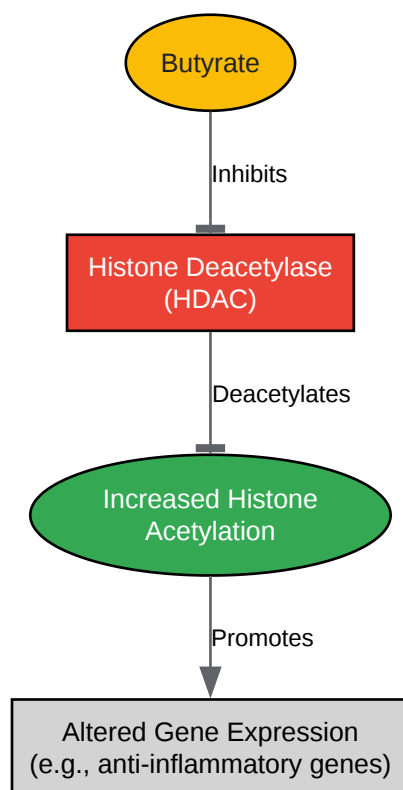 Butyrate
Inhibits
Histone Deacetylase
(HDAC)
Deacetylates
Increased Histone
Acetylation
Promotes
Altered Gene Expression
(e.g., anti-inflammatory genes)